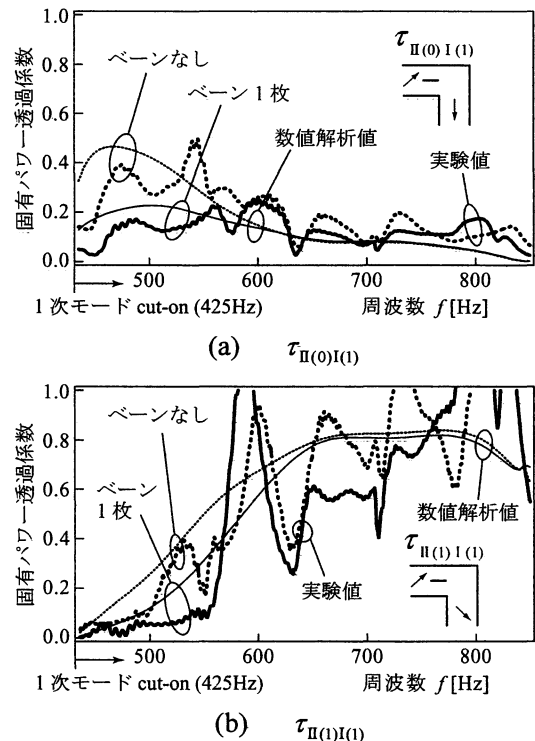 τ II(0) I (1)
ベーンなし
ベーン 1 枚
数値解析値
実験値
固有パワー透過係数
1.0
0.8
0.6
0.4
0.2
0.0
500
600
700
800
1 次モード cut-on (425Hz)
周波数 f [Hz]
(a) τ II(0)I(1)
固有パワー透過係数
1.0
0.8
0.6
0.4
0.2
0.0
ベーンなし
ベーン
1 枚
数値解析値
実験値
τ II(1) I (1)
500
600
700
800
1 次モード cut-on (425Hz)
周波数 f [Hz]
(b) τ II(1)I(1)